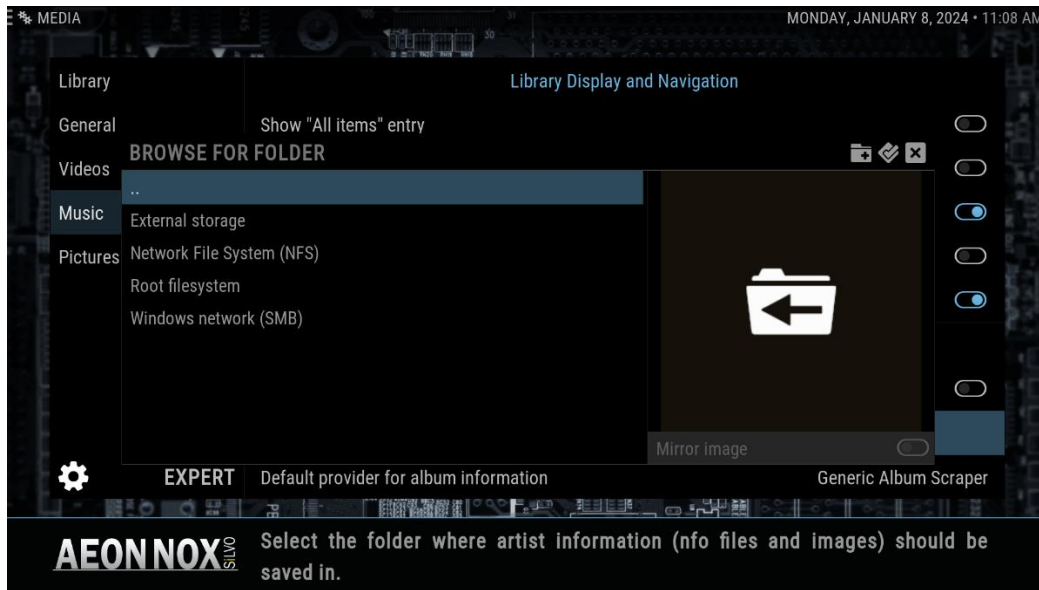 MEDIA
MONDAY, JANUARY 8, 2024 • 11:08 AM
Library
Library Display and Navigation
General
Show "All items" entry
BROWSE FOR FOLDER
Videos
..
Music
External storage
Pictures
Network File System (NFS)
Root filesystem
Windows network (SMB)
Mirror image
EXPERT
Default provider for album information
Generic Album Scraper
AEON NOX SiLVO
Select the folder where artist information (nfo files and images) should be
saved in.